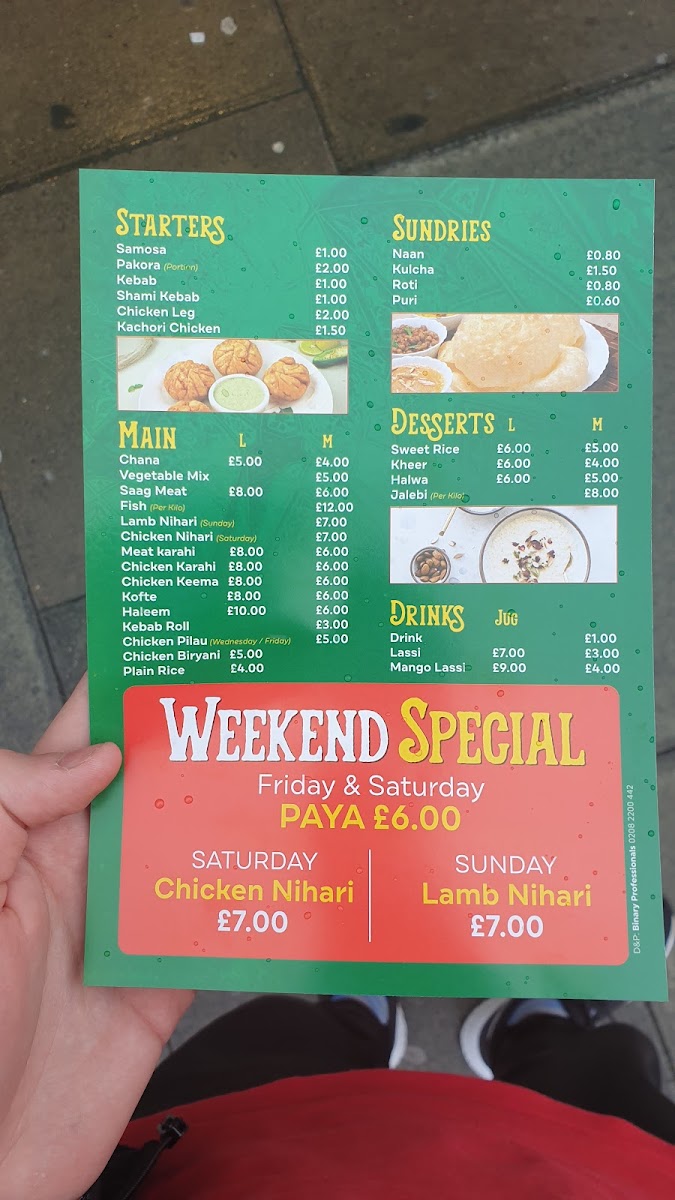 STARTERS
Samosa £1.00
Pakora (Portion) £2.00
Kebab £1.00
Shami Kebab £1.00
Chicken Leg £2.00
Kachori Chicken £1.50
MAIN L M
Chana £5.00 £4.00
Vegetable Mix £5.00
Saag Meat £8.00 £6.00
Fish (Per Kilo) £12.00
Lamb Nihari (Sunday) £7.00
Chicken Nihari (Saturday) £7.00
Meat karahi £8.00 £6.00
Chicken Karahi £8.00 £6.00
Chicken Keema £8.00 £6.00
Kofte £8.00 £6.00
Haleem £10.00 £6.00
Kebab Roll £3.00
Chicken Pilau (Wednesday / Friday) £5.00
Chicken Biryani £5.00
Plain Rice £4.00
SUNDRIES
Naan £0.80
Kulcha £1.50
Roti £0.80
Puri £0.60
DESSERTS L M
Sweet Rice £6.00 £5.00
Kheer £6.00 £4.00
Halwa £6.00 £5.00
Jalebi (Per Kilo) £8.00
DRINKS JUG
Drink £1.00
Lassi £7.00 £3.00
Mango Lassi £9.00 £4.00
WEEKEND SPECIAL
Friday & Saturday
PAYA £6.00
SATURDAY
Chicken Nihari
£7.00
SUNDAY
Lamb Nihari
£7.00
D&P: Binary Professionals 0208 2200 442